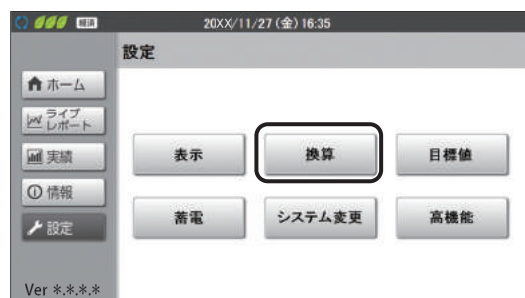 経済 20XX/11/27 (金) 16:35
設定
ホーム
ライブ
レポート
実績
情報
設定
表示 換算 目標値
蓄電 システム変更 高機能
Ver *.*.*.*